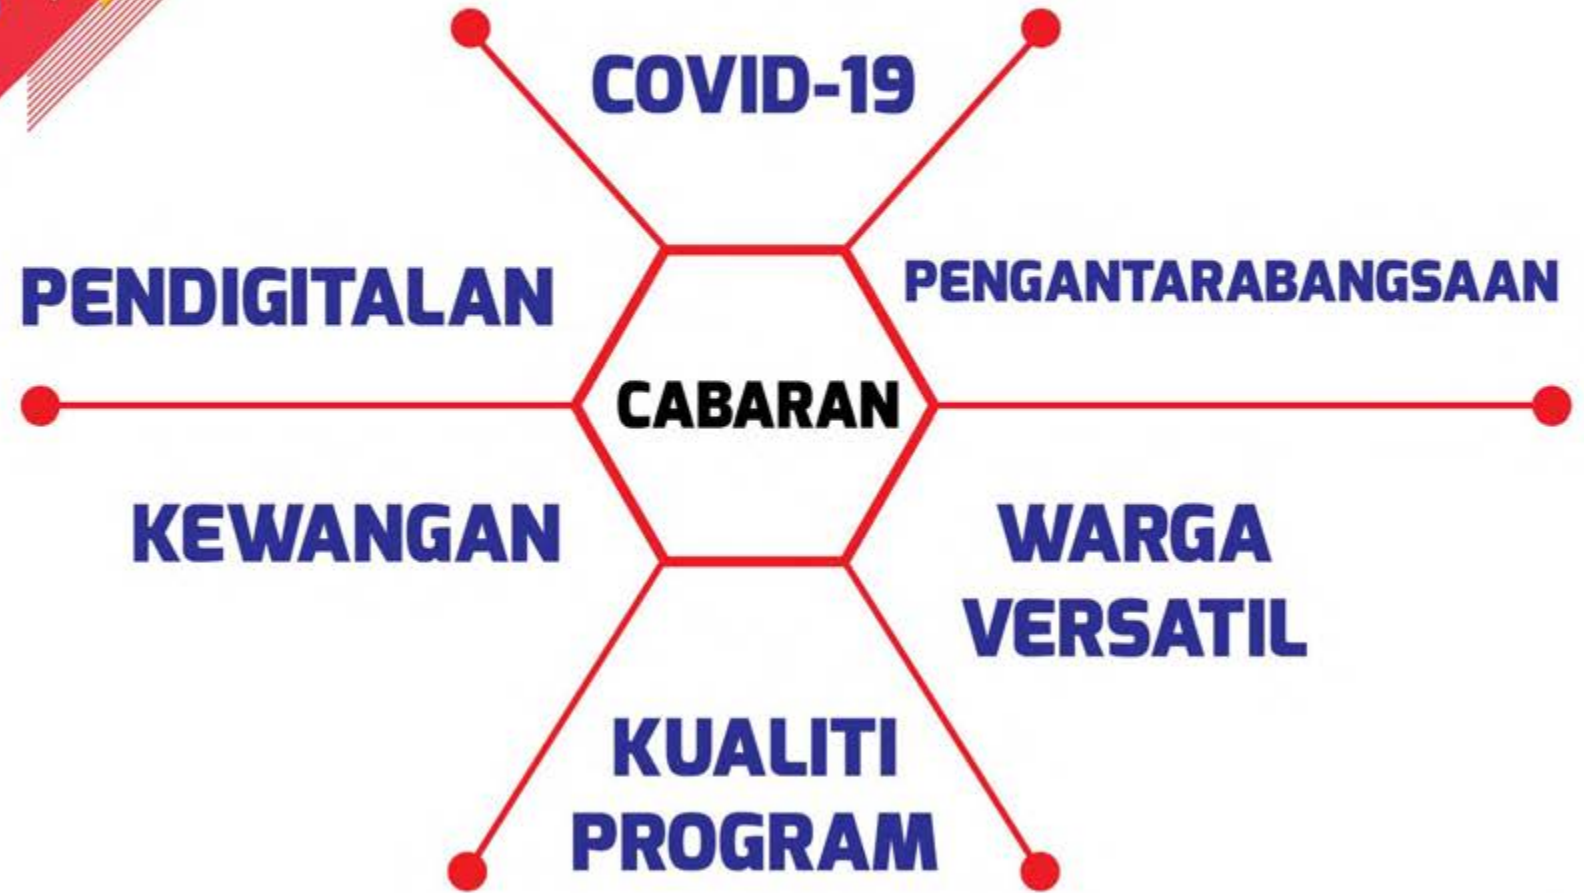 COVID-19
PENDIGITALAN
PENGANTARABANGSAAN
CABARAN
KEWANGAN
WARGA
VERSATIL
KUALITI
PROGRAM